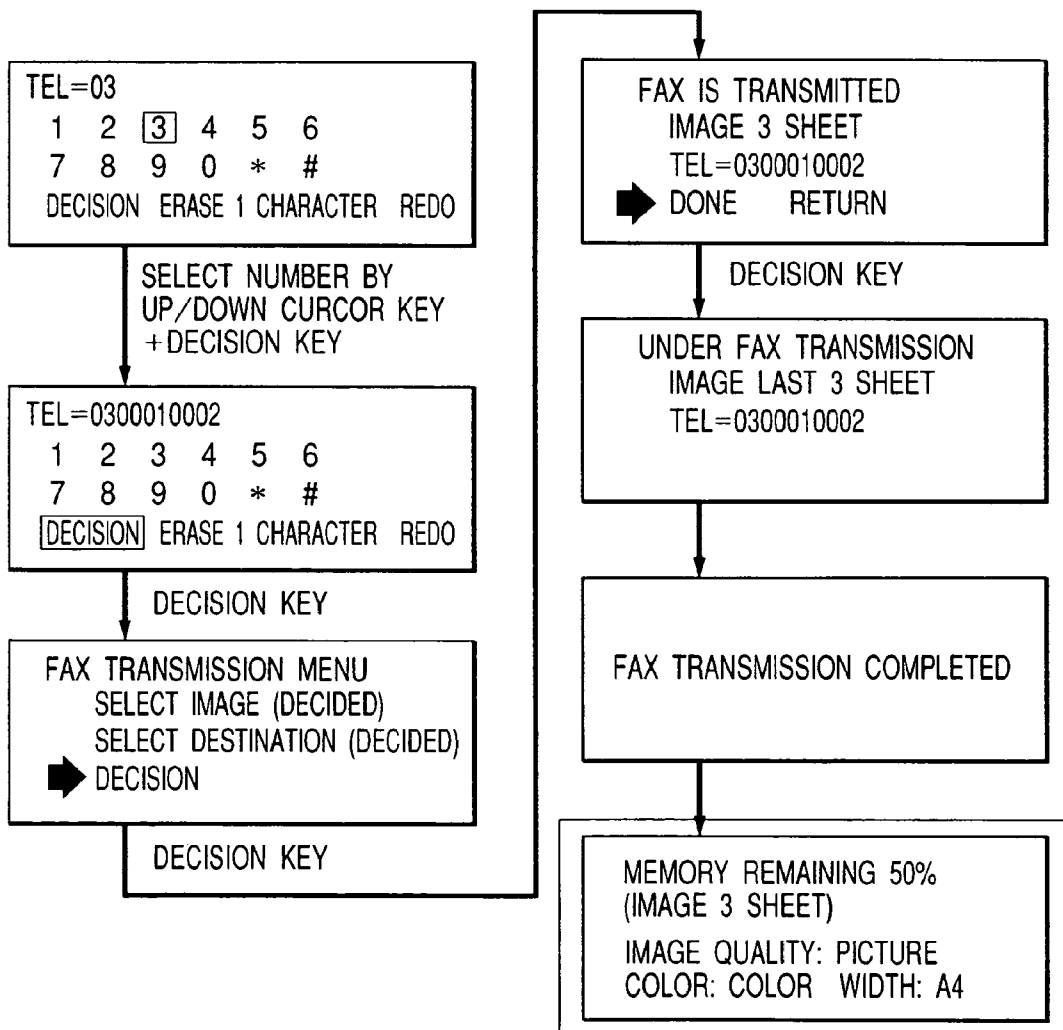 TEL=03
1 2 3 4 5 6
7 8 9 0 * #
DECISION ERASE 1 CHARACTER REDO
SELECT NUMBER BY
UP/DOWN CURCOR KEY
+DECISION KEY
TEL=0300010002
1 2 3 4 5 6
7 8 9 0 * #
DECISION ERASE 1 CHARACTER REDO
DECISION KEY
FAX TRANSMISSION MENU
SELECT IMAGE (DECIDED)
SELECT DESTINATION (DECIDED)
DECISION
DECISION KEY
FAX IS TRANSMITTED
IMAGE 3 SHEET
TEL=0300010002
DONE RETURN
DECISION KEY
UNDER FAX TRANSMISSION
IMAGE LAST 3 SHEET
TEL=0300010002
FAX TRANSMISSION COMPLETED
MEMORY REMAINING 50%
(IMAGE 3 SHEET)
IMAGE QUALITY: PICTURE
COLOR: COLOR WIDTH: A4